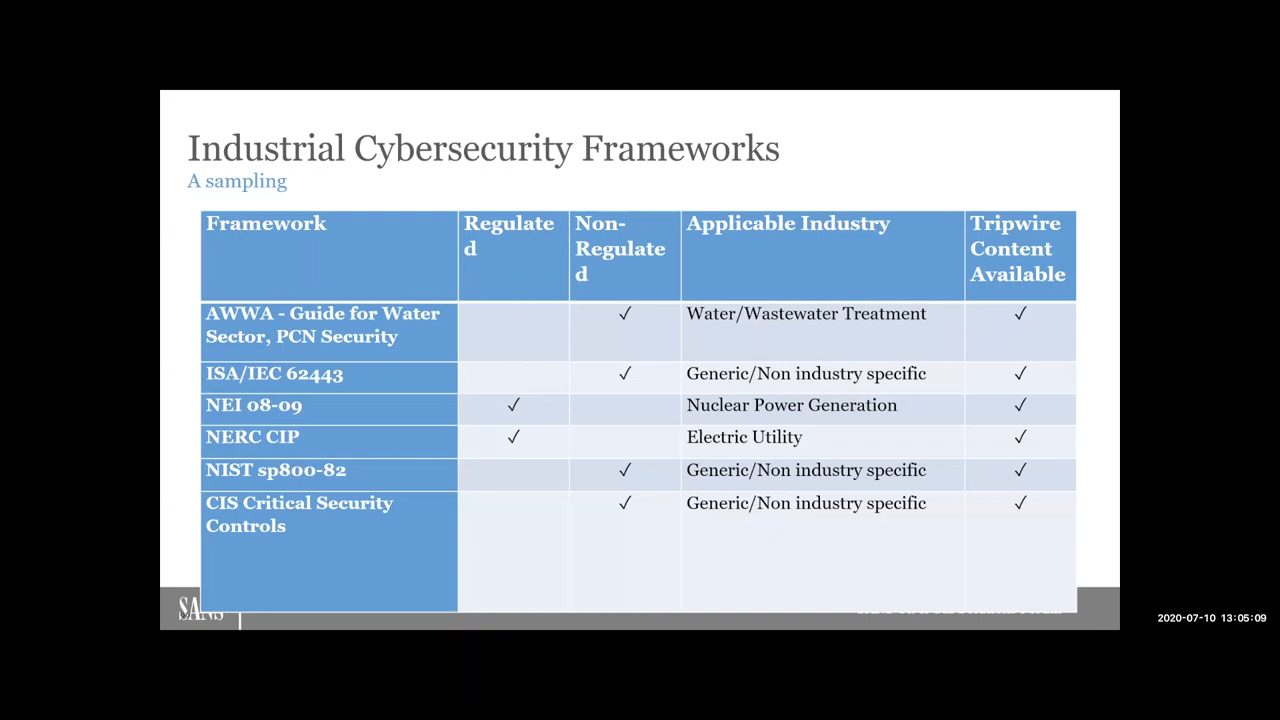 Industrial Cybersecurity Frameworks
A sampling
Framework
Regulate
d
Non-
Regulate
d
Applicable Industry
Tripwire
Content
Available
AWWA - Guide for Water
Sector, PCN Security
✓
Water/Wastewater Treatment
✓
ISA/IEC 62443
✓
Generic/Non industry specific
✓
NEI 08-09
✓
Nuclear Power Generation
✓
NERC CIP
✓
Electric Utility
✓
NIST sp800-82
✓
Generic/Non industry specific
✓
CIS Critical Security
Controls
✓
Generic/Non industry specific
✓
SANS
2020-07-10 13:05:09